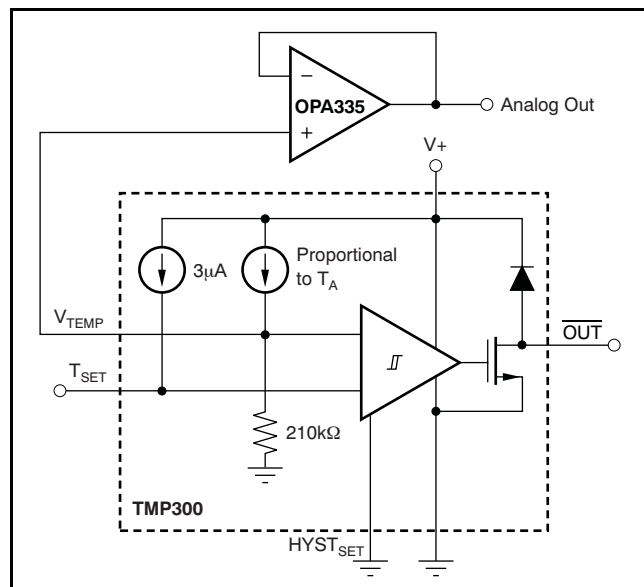 −
OPA335
+
Analog Out
V+
3μA
Proportional
to TA
VTEMP
TSET
OUT
210kΩ
TMP300
HYSTSET